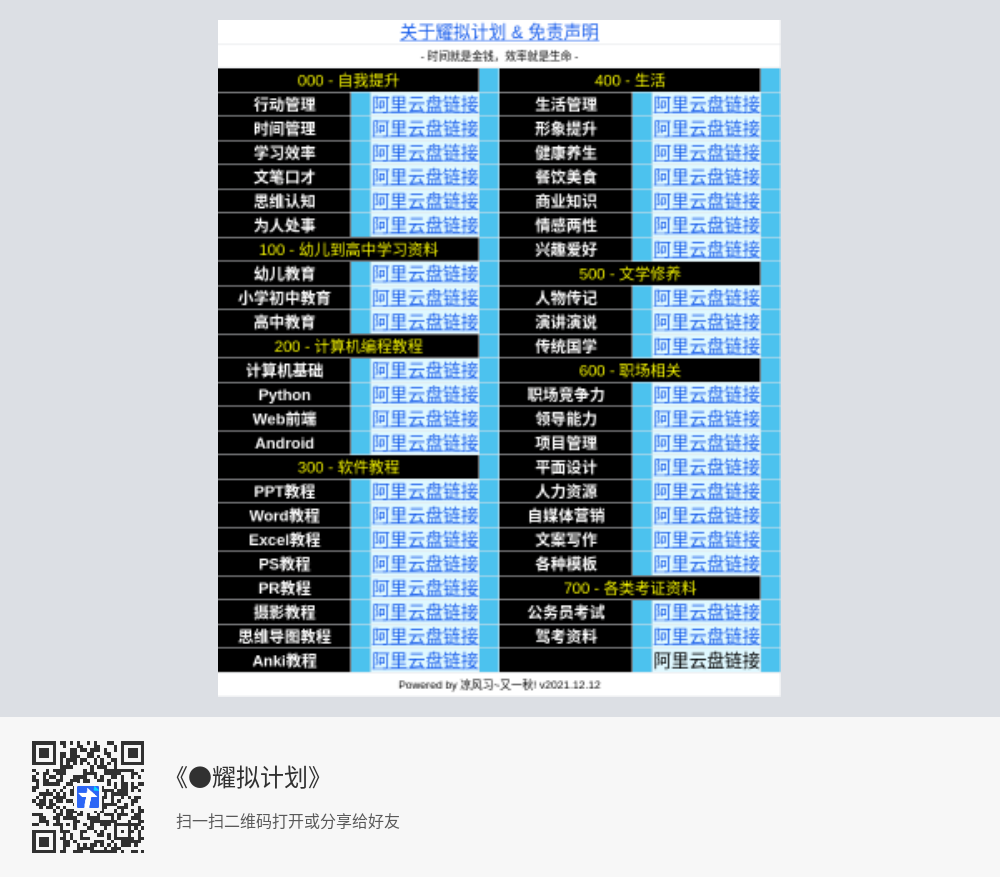 关于耀拟计划 & 免责声明
- 时间就是金钱，效率就是生命 -
000 - 自我提升
行动管理 阿里云盘链接
时间管理 阿里云盘链接
学习效率 阿里云盘链接
文笔口才 阿里云盘链接
思维认知 阿里云盘链接
为人处事 阿里云盘链接
100 - 幼儿到高中学习资料
幼儿教育 阿里云盘链接
小学初中教育 阿里云盘链接
高中教育 阿里云盘链接
200 - 计算机编程教程
计算机基础 阿里云盘链接
Python 阿里云盘链接
Web前端 阿里云盘链接
Android 阿里云盘链接
300 - 软件教程
PPT教程 阿里云盘链接
Word教程 阿里云盘链接
Excel教程 阿里云盘链接
PS教程 阿里云盘链接
PR教程 阿里云盘链接
摄影教程 阿里云盘链接
思维导图教程 阿里云盘链接
Anki教程 阿里云盘链接
400 - 生活
生活管理 阿里云盘链接
形象提升 阿里云盘链接
健康养生 阿里云盘链接
餐饮美食 阿里云盘链接
商业知识 阿里云盘链接
情感两性 阿里云盘链接
兴趣爱好 阿里云盘链接
500 - 文学修养
人物传记 阿里云盘链接
演讲演说 阿里云盘链接
传统国学 阿里云盘链接
600 - 职场相关
职场竞争力 阿里云盘链接
领导能力 阿里云盘链接
项目管理 阿里云盘链接
平面设计 阿里云盘链接
人力资源 阿里云盘链接
自媒体营销 阿里云盘链接
文案写作 阿里云盘链接
各种模板 阿里云盘链接
700 - 各类考证资料
公务员考试 阿里云盘链接
驾考资料 阿里云盘链接
阿里云盘链接
Powered by 凉风习~又一秋! v2021.12.12
《●耀拟计划》
扫一扫二维码打开或分享给好友